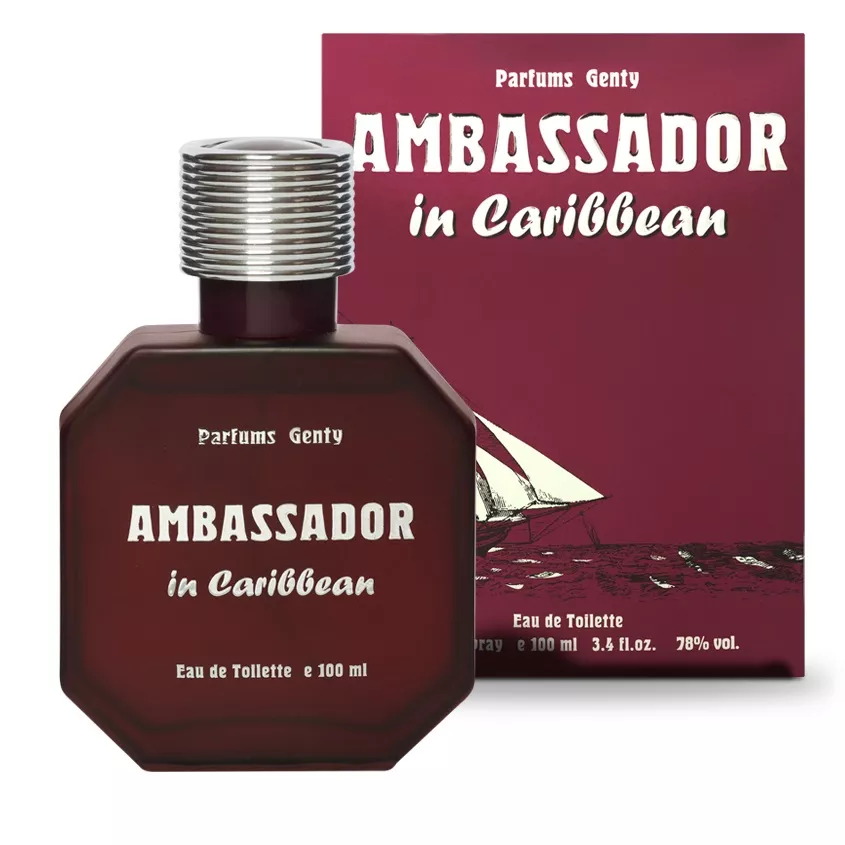 Parfums Genty
AMBASSADOR
in Caribbean
Eau de Toilette
e 100 ml 3.4 fl.oz. 78% vol.
Parfums Genty
AMBASSADOR
in Caribbean
Eau de Toilette e 100 ml